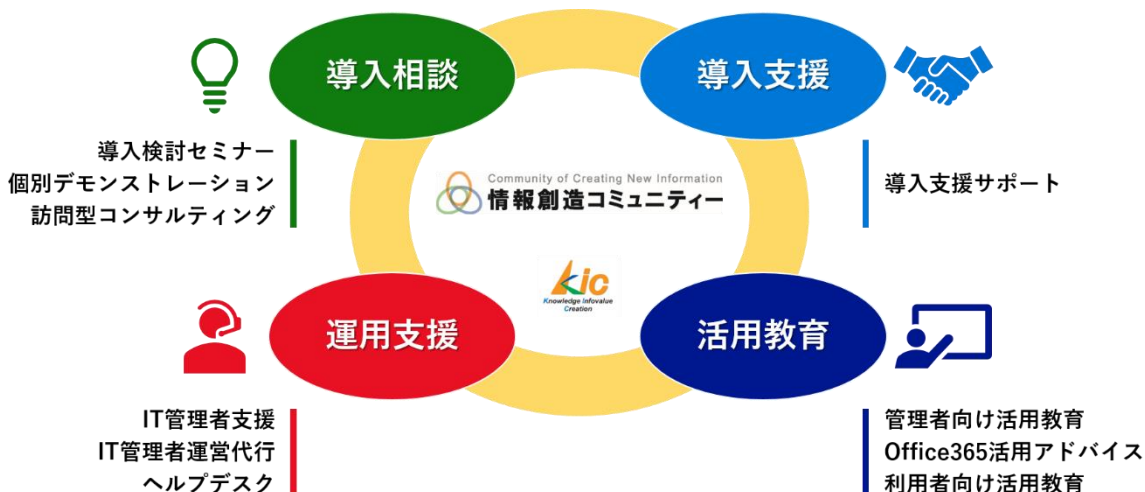 導入相談
導入支援
導入検討セミナー
個別デモンストレーション
訪問型コンサルティング
導入支援サポート
Community of Creating New Information
情報創造コミュニティー
Kic
Knowledge Infovalue
Creation
運用支援
活用教育
IT管理者支援
IT管理者運営代行
ヘルプデスク
管理者向け活用教育
Office365活用アドバイス
利用者向け活用教育